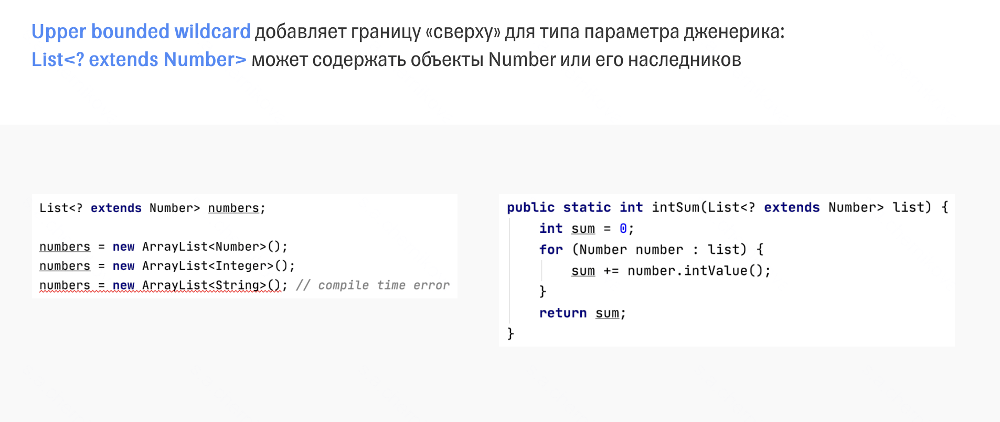 Upper bounded wildcard добавляет границу «сверху» для типа параметра дженерика:
List<? extends Number> может содержать объекты Number или его наследников
List<? extends Number> numbers;
numbers = new ArrayList<Number>();
numbers = new ArrayList<Integer>();
numbers = new ArrayList<String>(); // compile time error
public static int intSum(List<? extends Number> list) {
int sum = 0;
for (Number number : list) {
sum += number.intValue();
}
return sum;
}